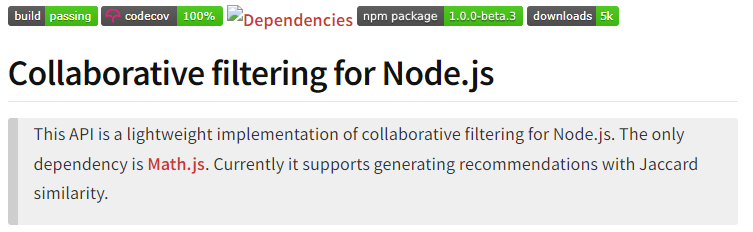 build passing codecov 100% Dependencies npm package 1.0.0-beta.3 downloads 5k
Collaborative filtering for Node.js
This API is a lightweight implementation of collaborative filtering for Node.js. The only
dependency is Math.js. Currently it supports generating recommendations with Jaccard
similarity.